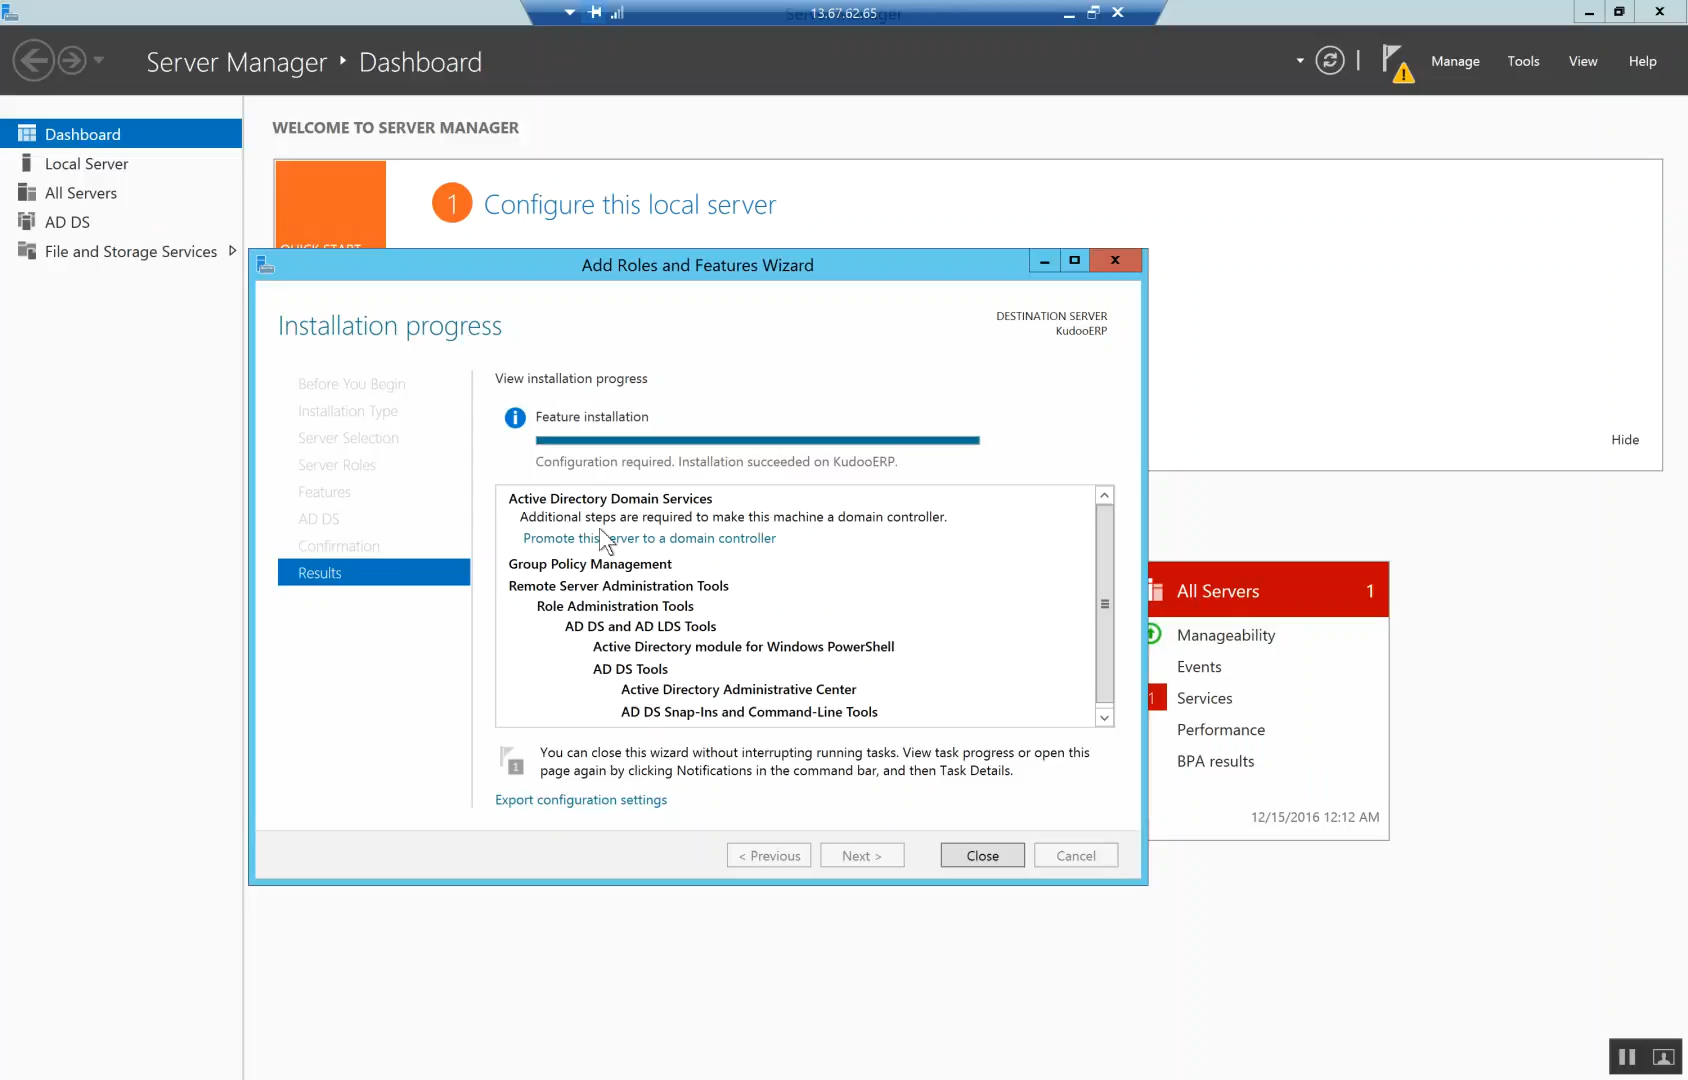 13.67.62.65
Server Manager
Dashboard
Manage
Tools
View
Help
Dashboard
Local Server
All Servers
AD DS
File and Storage Services
WELCOME TO SERVER MANAGER
1
Configure this local server
QUICK START
Hide
Add Roles and Features Wizard
Installation progress
DESTINATION SERVER
KudooERP
Before You Begin
Installation Type
Server Selection
Server Roles
Features
AD DS
Confirmation
Results
View installation progress
Feature installation
Configuration required. Installation succeeded on KudooERP.
Active Directory Domain Services
Additional steps are required to make this machine a domain controller.
Promote this server to a domain controller
Group Policy Management
Remote Server Administration Tools
Role Administration Tools
AD DS and AD LDS Tools
Active Directory module for Windows PowerShell
AD DS Tools
Active Directory Administrative Center
AD DS Snap-Ins and Command-Line Tools
1
You can close this wizard without interrupting running tasks. View task progress or open this
page again by clicking Notifications in the command bar, and then Task Details.
Export configuration settings
< Previous
Next >
Close
Cancel
All Servers 1
Manageability
Events
1 Services
Performance
BPA results
12/15/2016 12:12 AM